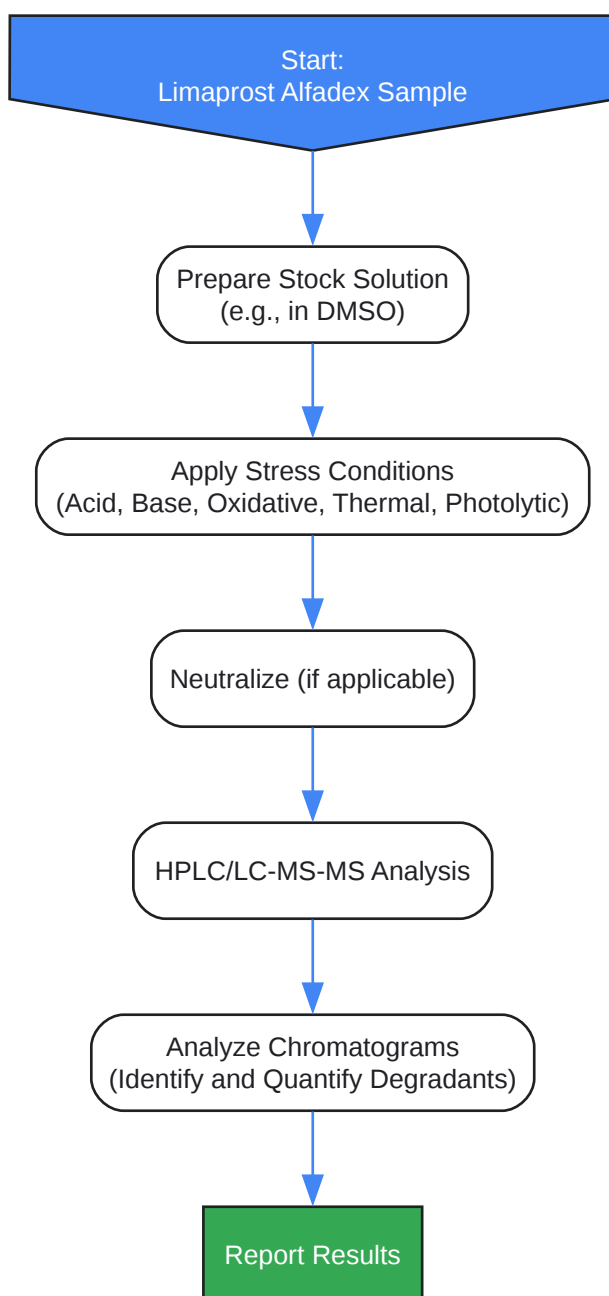 Start:
Limaprost Alfadex Sample
Prepare Stock Solution
(e.g., in DMSO)
Apply Stress Conditions
(Acid, Base, Oxidative, Thermal, Photolytic)
Neutralize (if applicable)
HPLC/LC-MS-MS Analysis
Analyze Chromatograms
(Identify and Quantify Degradants)
Report Results